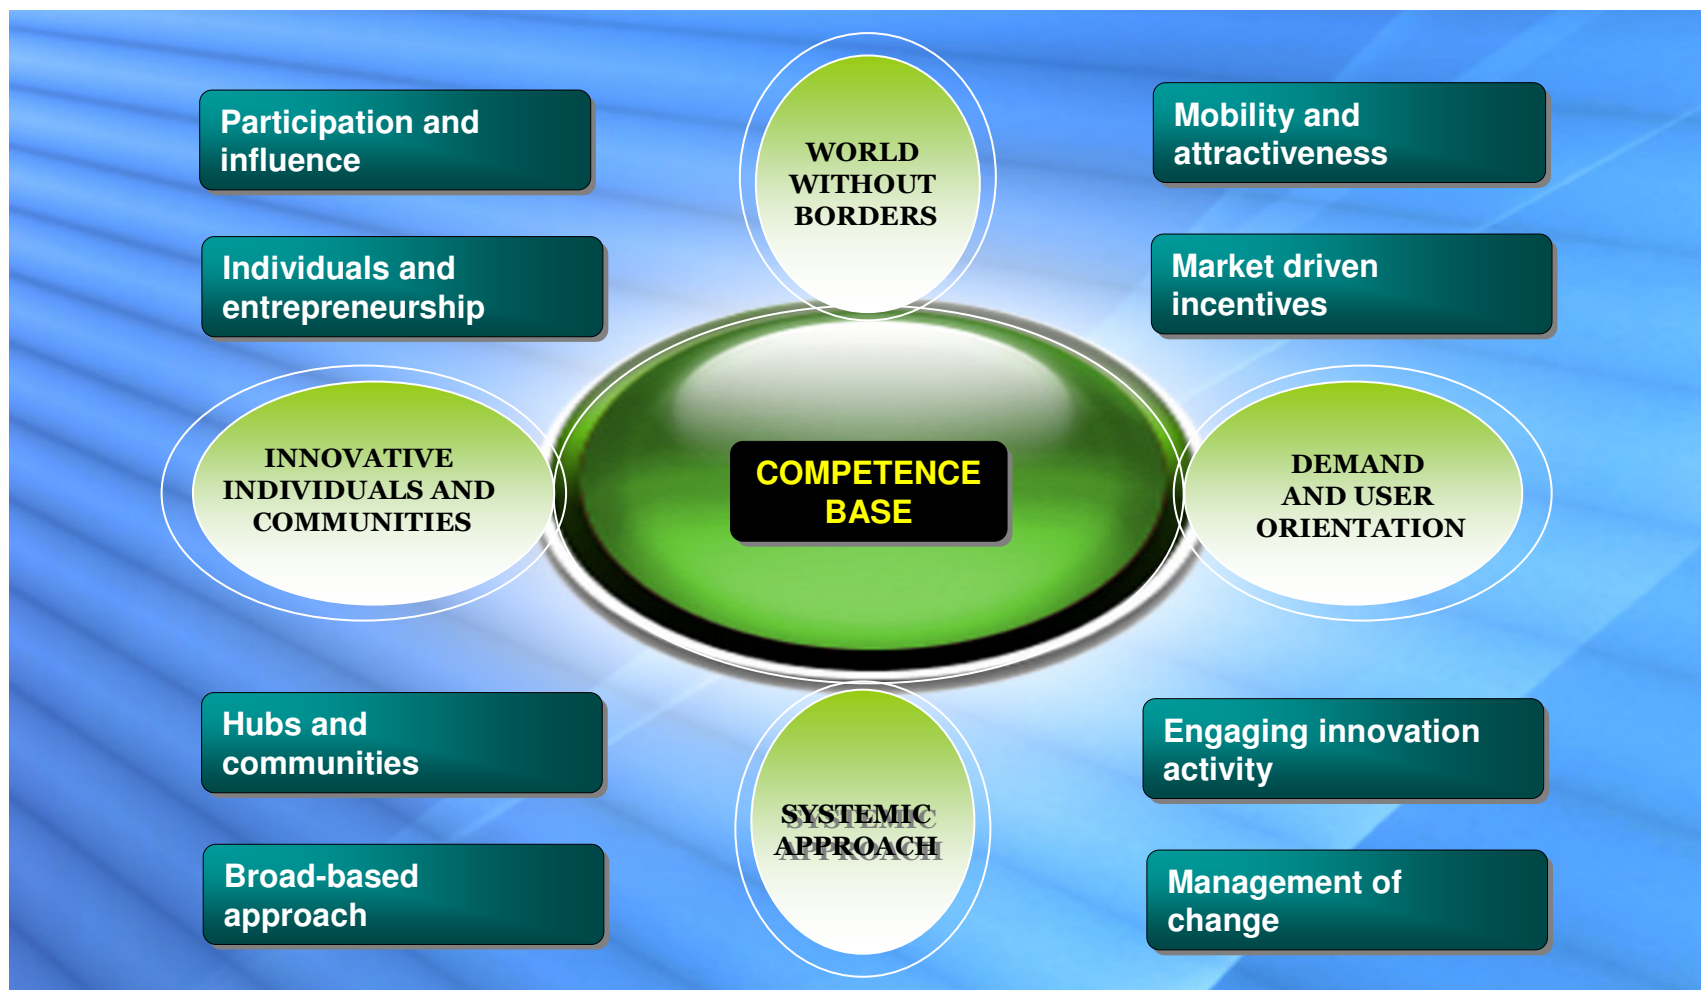 Participation and
influence
WORLD
WITHOUT
BORDERS
Mobility and
attractiveness
Individuals and
entrepreneurship
Market driven
incentives
INNOVATIVE
INDIVIDUALS AND
COMMUNITIES
COMPETENCE
BASE
DEMAND
AND USER
ORIENTATION
Hubs and
communities
SYSTEMIC
APPROACH
Engaging innovation
activity
Broad-based
approach
Management of
change